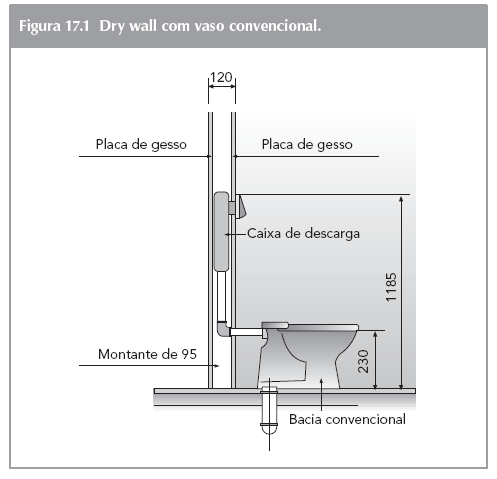 Figura 17.1 Dry wall com vaso convencional.
120
Placa de gesso
Placa de gesso
Caixa de descarga
1185
Montante de 95
230
Bacia convencional